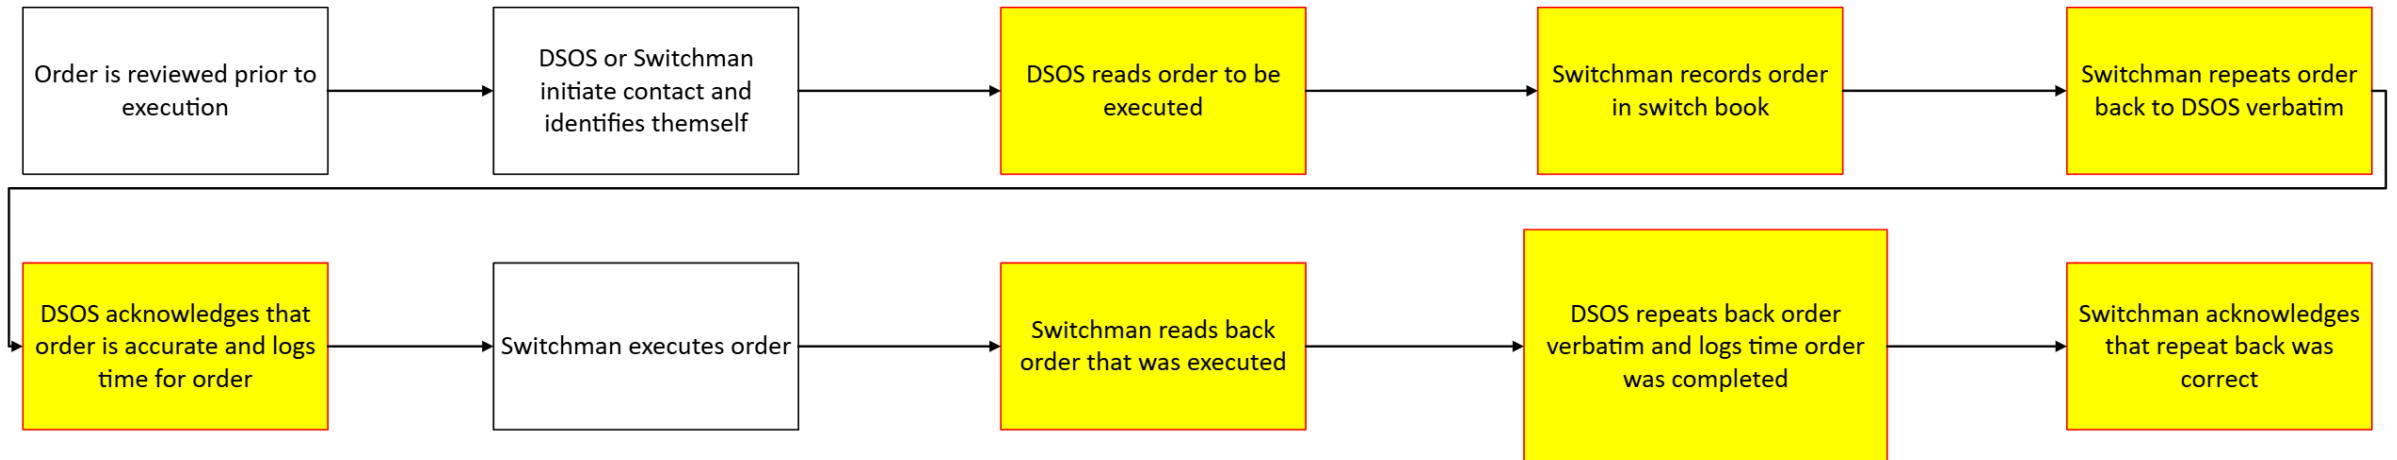 Order is reviewed prior to
execution
DSOS or Switchman
initiate contact and
identifies themself
DSOS reads order to be
executed
Switchman records order
in switch book
Switchman repeats order
back to DSOS verbatim
DSOS acknowledges that
order is accurate and logs
time for order
Switchman executes order
Switchman reads back
order that was executed
DSOS repeats back order
verbatim and logs time order
was completed
Switchman acknowledges
that repeat back was
correct